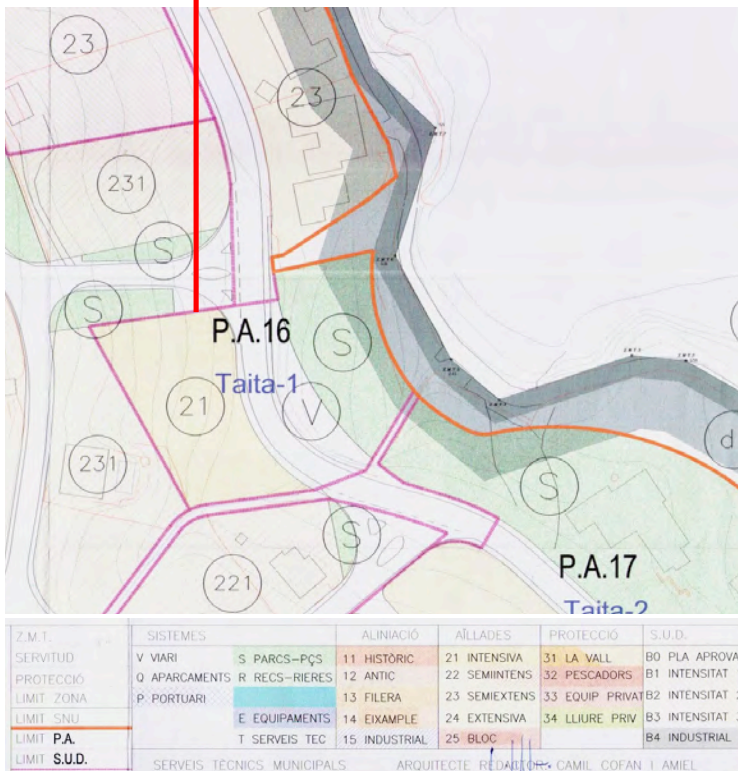 23
23
231
S
S
P.A.16
S
Taita-1
21
V
231
d
S
S
P.A.17
221
Taita-2
Z.M.T. SISTEMES ALINIACIÓ AÏLLADES PROTECCIÓ S.U.D.
SERVITUD V VIARI S PARCS-PÇS 11 HISTÒRIC 21 INTENSIVA 31 LA VALL B0 PLA APROVA
PROTECCIÓ Q APARCAMENTS R RECS-RIERES 12 ANTIC 22 SEMIINTENS 32 PESCADORS B1 INTENSITAT
LIMIT ZONA P PORTUARI 13 FILERA 23 SEMIEXTENS 33 EQUIP PRIVAT B2 INTENSITAT
LIMIT SNU E EQUIPAMENTS 14 EIXAMPLE 24 EXTENSIVA 34 LLIURE PRIV B3 INTENSITAT
LIMIT P.A. T SERVEIS TEC 15 INDUSTRIAL 25 BLOC B4 INDUSTRIAL
LIMIT S.U.D.
SERVEIS TÈCNICS MUNICIPALS ARQUITECTE REDACTOR CAMIL COFAN I AMIEL